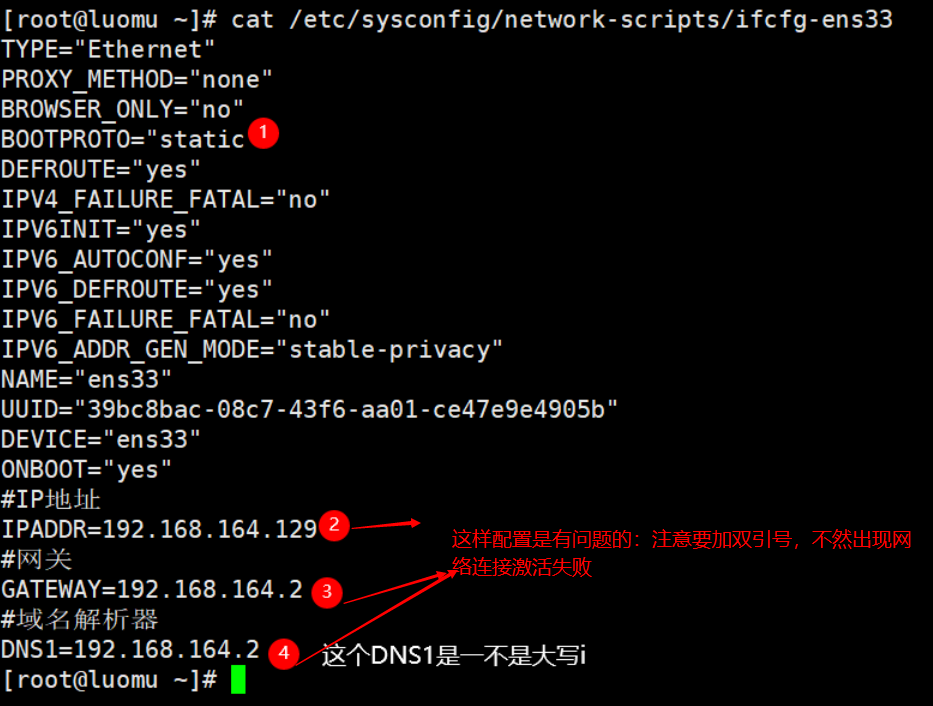 [root@luomu ~]# cat /etc/sysconfig/network-scripts/ifcfg-ens33
TYPE="Ethernet"
PROXY_METHOD="none"
BROWSER_ONLY="no"
BOOTPROTO="static 1
DEFROUTE="yes"
IPV4_FAILURE_FATAL="no"
IPV6INIT="yes"
IPV6_AUTOCONF="yes"
IPV6_DEFROUTE="yes"
IPV6_FAILURE_FATAL="no"
IPV6_ADDR_GEN_MODE="stable-privacy"
NAME="ens33"
UUID="39bc8bac-08c7-43f6-aa01-ce47e9e4905b"
DEVICE="ens33"
ONBOOT="yes"
#IP地址
IPADDR=192.168.164.129 2
这样配置是有问题的：注意要加双引号，不然出现网
络连接激活失败
#网关
GATEWAY=192.168.164.2 3
#域名解析器
DNS1=192.168.164.2 4 这个DNS1是一不是大写i
[root@luomu ~]#